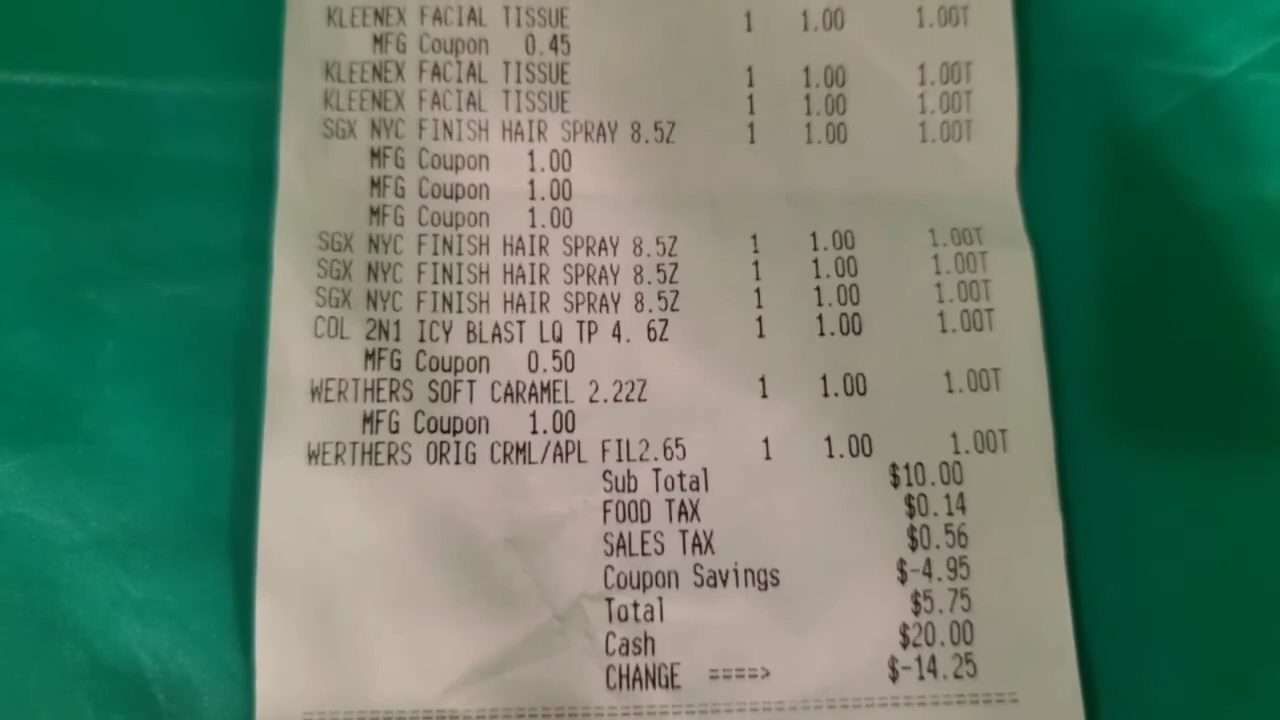 KLEENEX FACIAL TISSUE 1 1.00 1.00T
MFG Coupon 0.45
KLEENEX FACIAL TISSUE 1 1.00 1.00T
KLEENEX FACIAL TISSUE 1 1.00 1.00T
SGX NYC FINISH HAIR SPRAY 8.5Z 1 1.00 1.00T
MFG Coupon 1.00
MFG Coupon 1.00
MFG Coupon 1.00
SGX NYC FINISH HAIR SPRAY 8.5Z 1 1.00 1.00T
SGX NYC FINISH HAIR SPRAY 8.5Z 1 1.00 1.00T
SGX NYC FINISH HAIR SPRAY 8.5Z 1 1.00 1.00T
COL 2N1 ICY BLAST LQ TP 4. 6Z 1 1.00 1.00T
MFG Coupon 0.50
WERTHERS SOFT CARAMEL 2.22Z 1 1.00 1.00T
MFG Coupon 1.00
WERTHERS ORIG CRML/APL FIL2.65 1 1.00 1.00T
Sub Total $10.00
FOOD TAX $0.14
SALES TAX $0.56
Coupon Savings $-4.95
Total $5.75
Cash $20.00
CHANGE ====> $-14.25